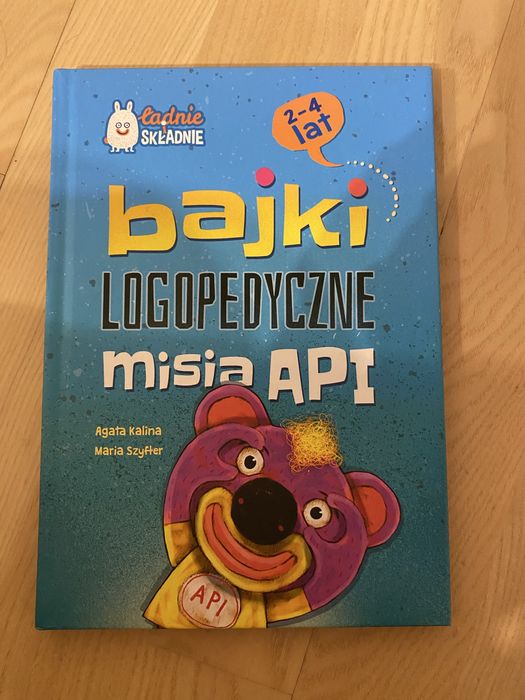 ładnie
SKŁADNIE
2-4
lat
bajki
LOGOPEDYCZNE
misia API
Agata Kalina
Maria Szyfter
API